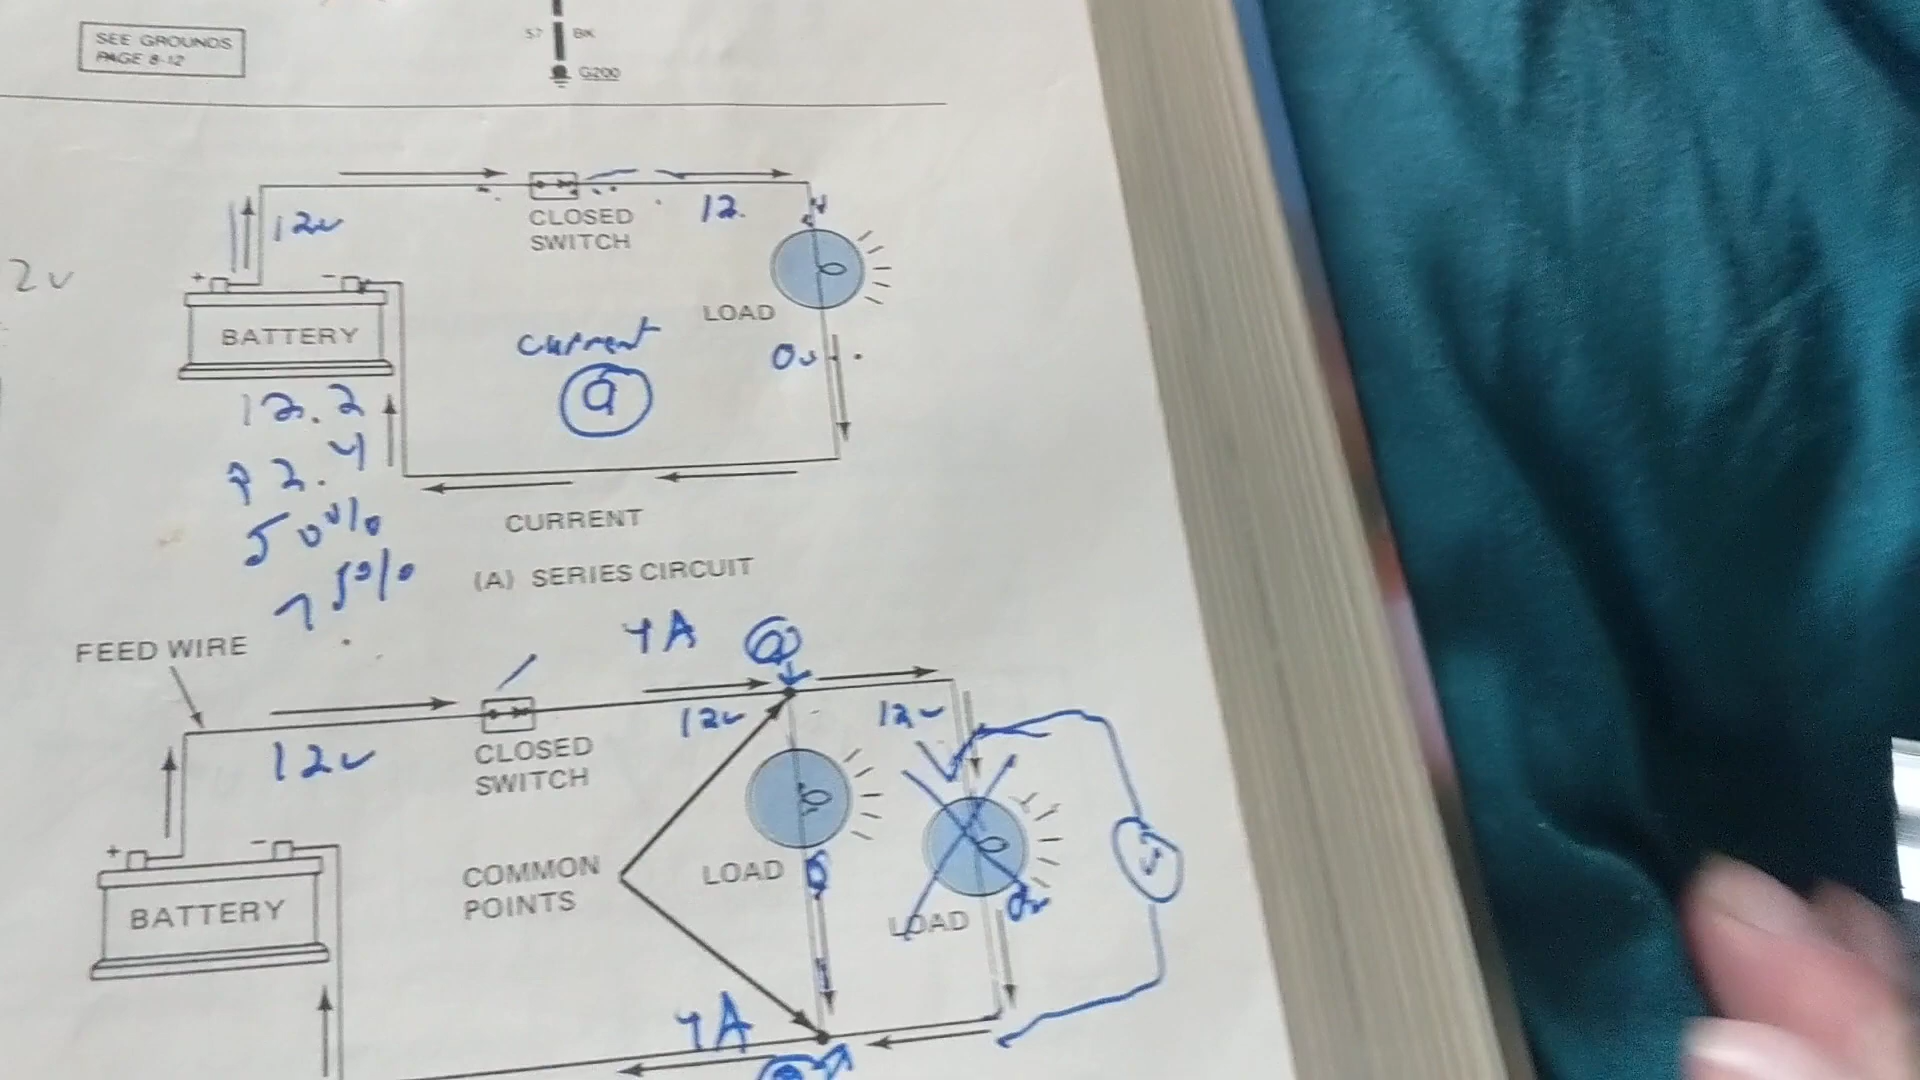 57 BK
SEE GROUNDS
PAGE 8-12
G200
12v
12.
CLOSED
SWITCH
2v
+ -
BATTERY
LOAD
current
a
0v
12.2
12.4
50%
75%
CURRENT
(A) SERIES CIRCUIT
FEED WIRE
4A
12v
12v
12v
CLOSED
SWITCH
+ -
BATTERY
COMMON
POINTS
LOAD
LOAD
0v
4A